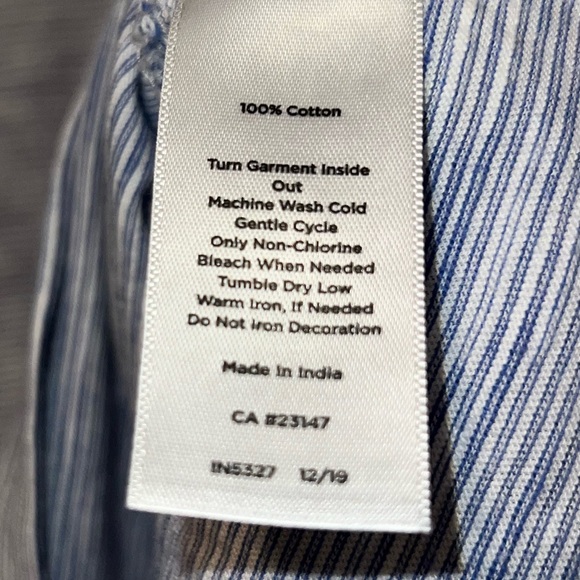 100% Cotton
Turn Garment Inside
Out
Machine Wash Cold
Gentle Cycle
Only Non-Chlorine
Bleach When Needed
Tumble Dry Low
Warm Iron, If Needed
Do Not Iron Decoration
Made In India
CA #23147
IN5327 12/19